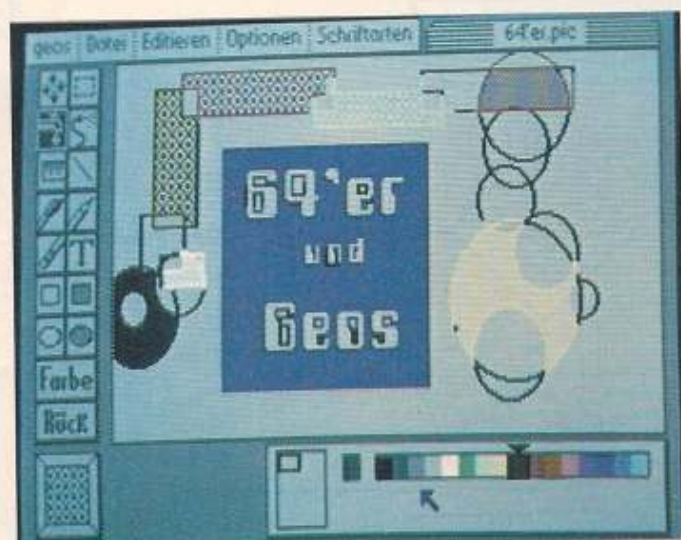 geos Datei Editieren Optionen Schriftarten 64'er.pic
T
Farbe
Rück
64'er
und
Geos